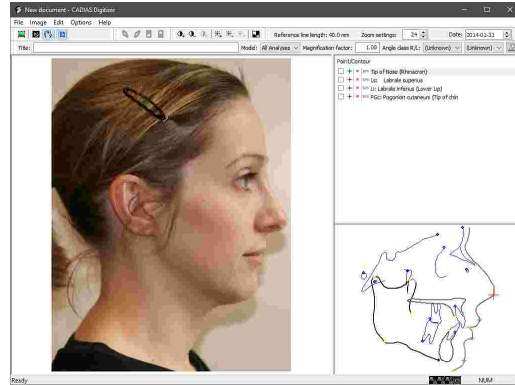 New document - CADIAS Digitizer
File Image Edit Options Help
Reference line length: 40.0 mm Zoom settings: 24 Date: 2014-01-31
Title: Model: All Analyses Magnification factor: 1.00 Angle class R/L: (Unknown) (Unknown)
Point/Contour
Tip of Nose (Rhinacron)
Ls: Labrale superius
Li: Labrale Inferius (Lower Lip)
PGc: Pogonion cutaneum (Tip of chin
Ready NUM